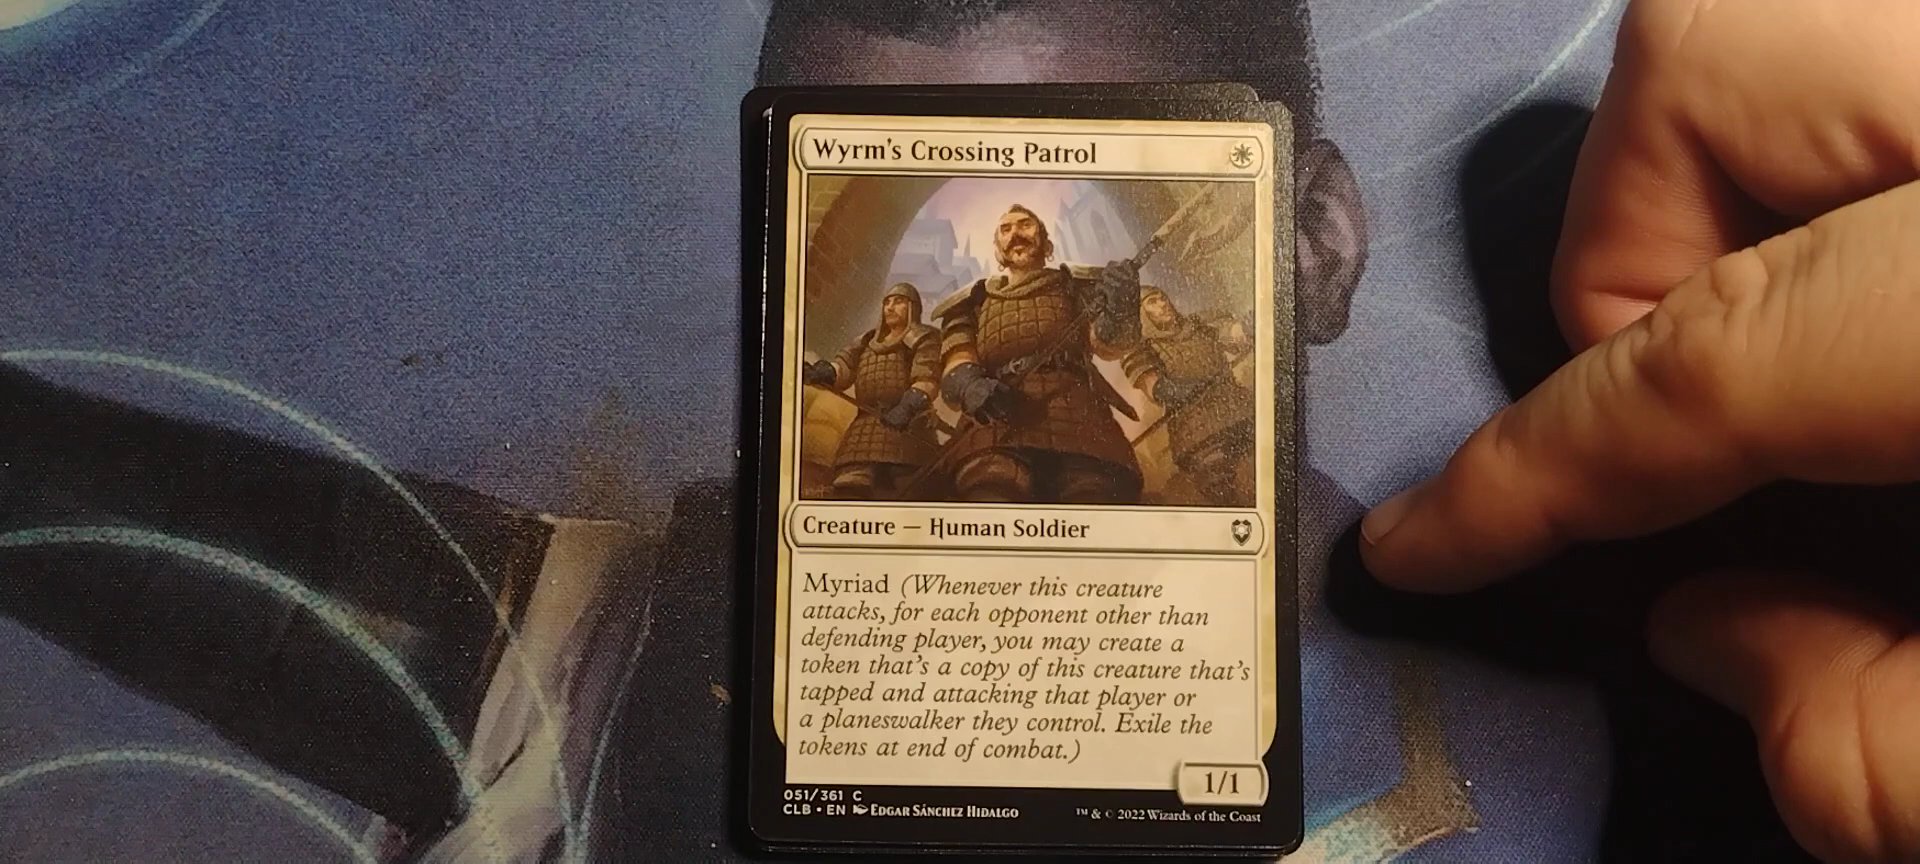 Wyrm's Crossing Patrol
Creature — Human Soldier
Myriad (Whenever this creature
attacks, for each opponent other than
defending player, you may create a
token that's a copy of this creature that's
tapped and attacking that player or
a planeswalker they control. Exile the
tokens at end of combat.)
1/1
051/361 C
CLB • EN Edgar Sánchez Hidalgo
™ & © 2022 Wizards of the Coast